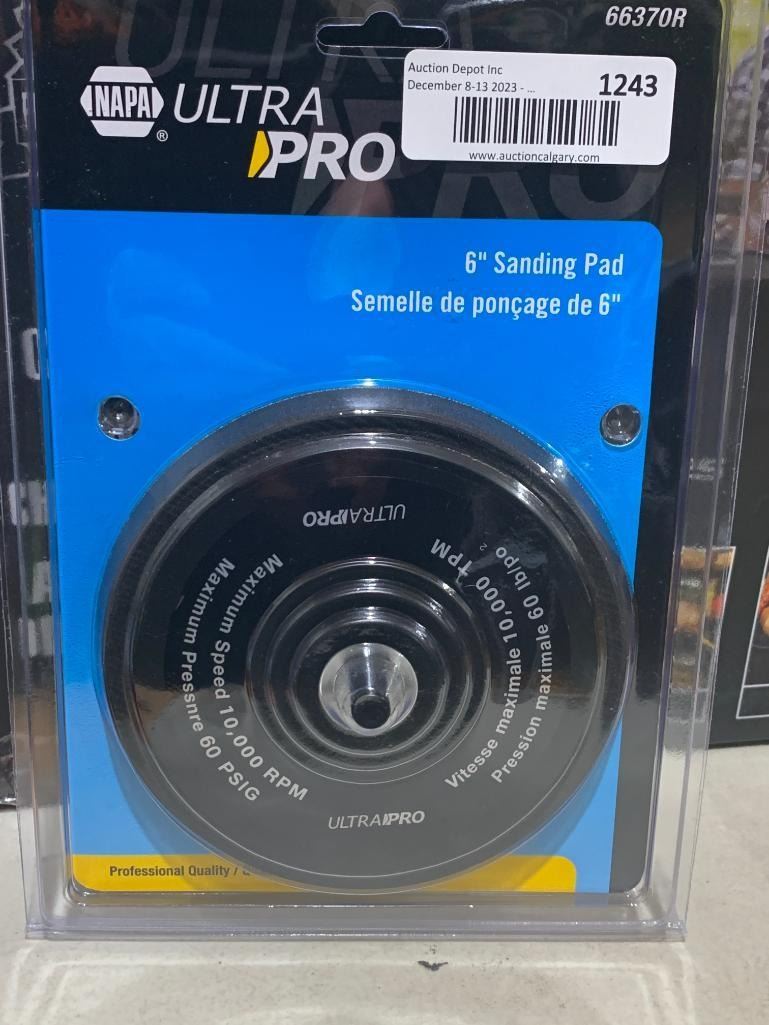 66370R
Auction Depot Inc
December 8-13 2023 - ...
1243
www.auctioncalgary.com
NAPA
®
ULTRA
PRO
6" Sanding Pad
Semelle de ponçage de 6"
ULTRAPRO
Maximum Speed 10,000 RPM
Maximum Pressnre 60 PSIG
Vitesse maximale 10,000 TPM
Pression maximale 60 lb/po²
ULTRAPRO
Professional Quality /